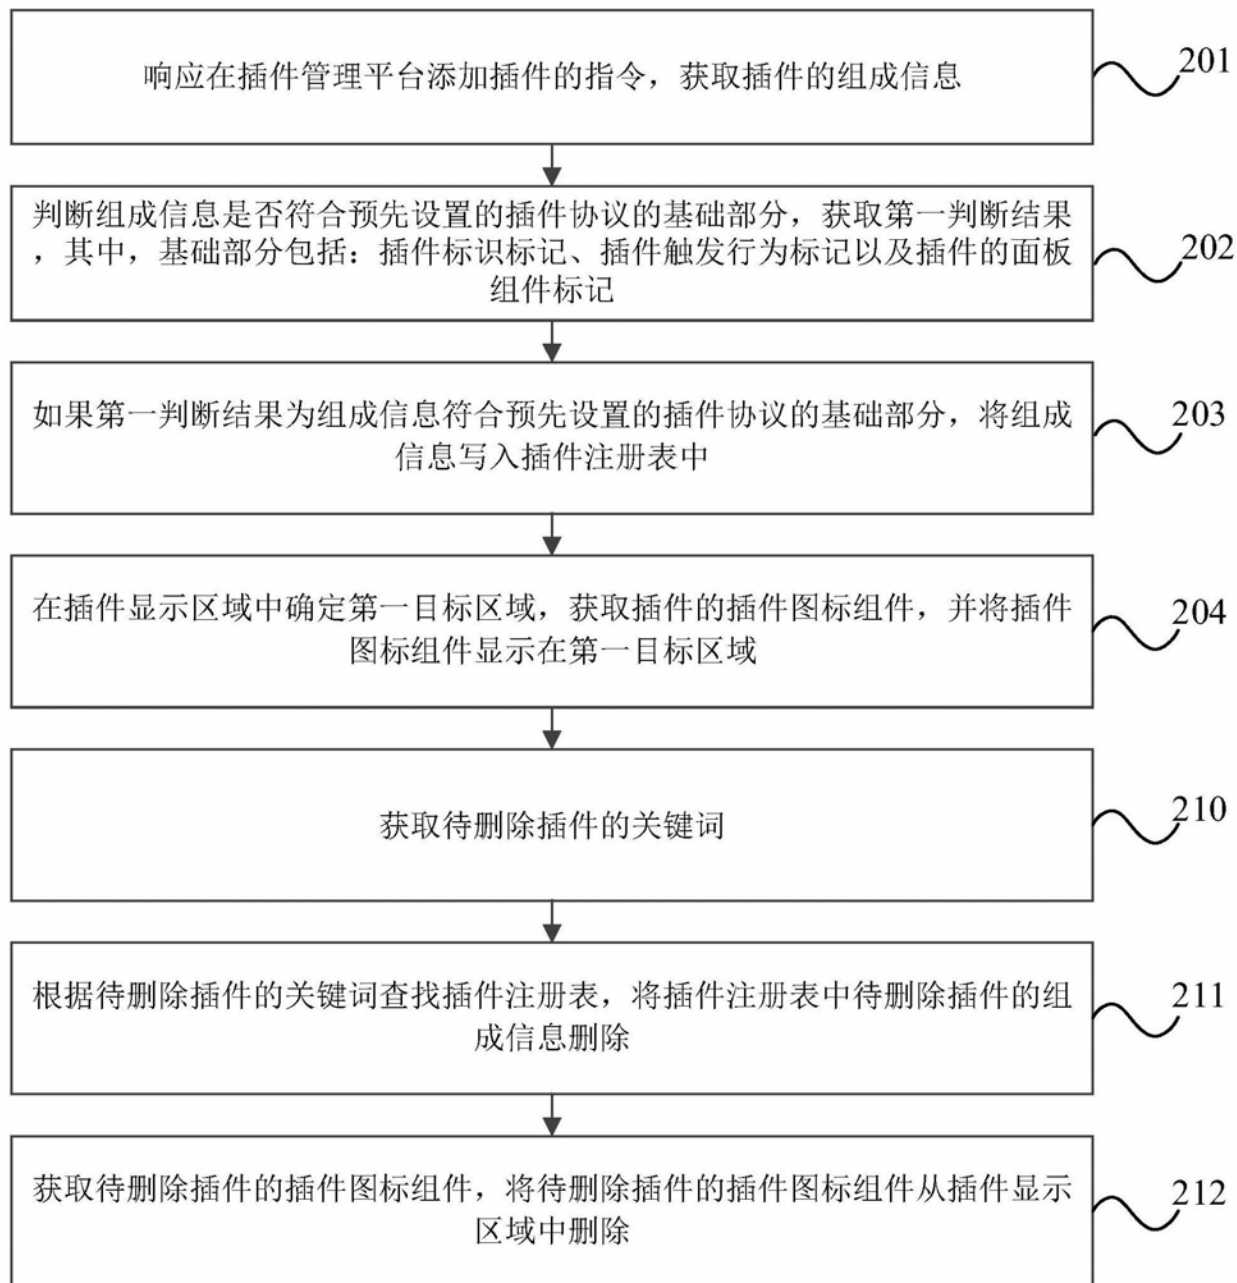 响应在插件管理平台添加插件的指令，获取插件的组成信息
201
判断组成信息是否符合预先设置的插件协议的基础部分，获取第一判断结果
，其中，基础部分包括：插件标识标记、插件触发行为标记以及插件的面板
组件标记
202
如果第一判断结果为组成信息符合预先设置的插件协议的基础部分，将组成
信息写入插件注册表中
203
在插件显示区域中确定第一目标区域，获取插件的插件图标组件，并将插件
图标组件显示在第一目标区域
204
获取待删除插件的关键词
210
根据待删除插件的关键词查找插件注册表，将插件注册表中待删除插件的组
成信息删除
211
获取待删除插件的插件图标组件，将待删除插件的插件图标组件从插件显示
区域中删除
212